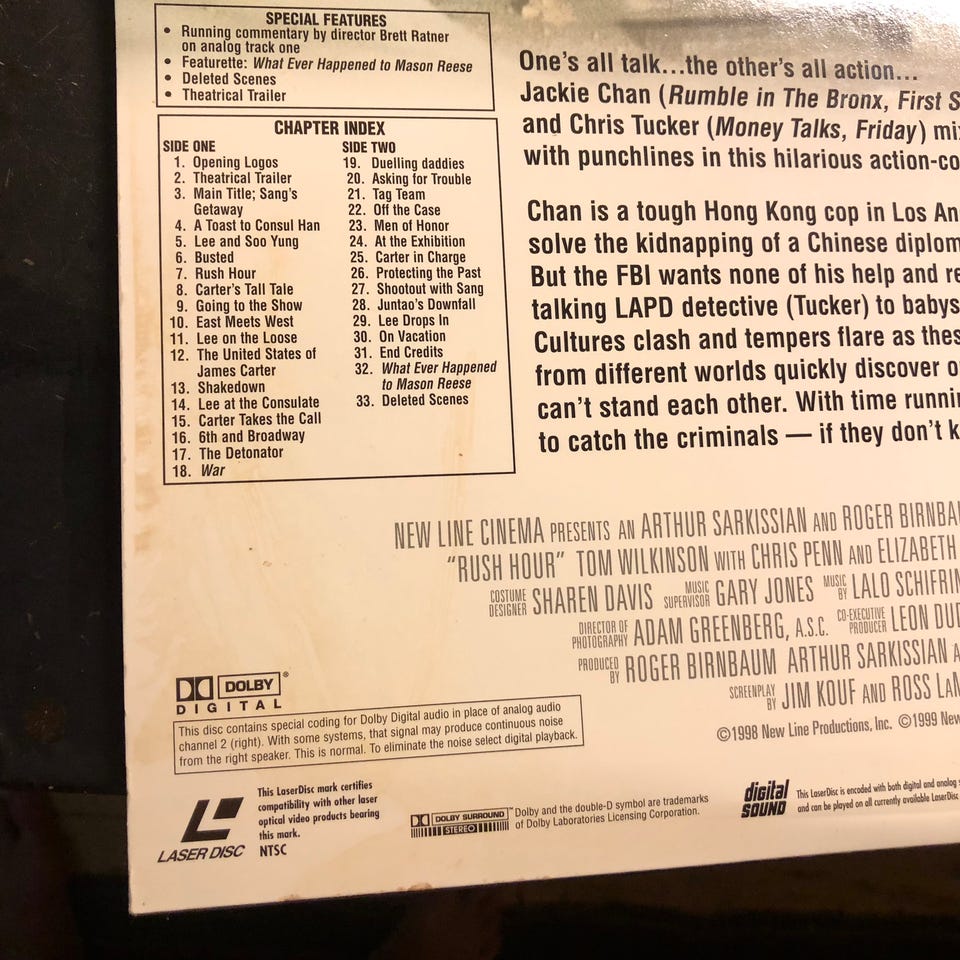 SPECIAL FEATURES
• Running commentary by director Brett Ratner
on analog track one
• Featurette: What Ever Happened to Mason Reese
• Deleted Scenes
• Theatrical Trailer
CHAPTER INDEX
SIDE ONE
1. Opening Logos
2. Theatrical Trailer
3. Main Title; Sang's
Getaway
4. A Toast to Consul Han
5. Lee and Soo Yung
6. Busted
7. Rush Hour
8. Carter's Tall Tale
9. Going to the Show
10. East Meets West
11. Lee on the Loose
12. The United States of
James Carter
13. Shakedown
14. Lee at the Consulate
15. Carter Takes the Call
16. 6th and Broadway
17. The Detonator
18. War
SIDE TWO
19. Duelling daddies
20. Asking for Trouble
21. Tag Team
22. Off the Case
23. Men of Honor
24. At the Exhibition
25. Carter in Charge
26. Protecting the Past
27. Shootout with Sang
28. Juntao's Downfall
29. Lee Drops In
30. On Vacation
31. End Credits
32. What Ever Happened
to Mason Reese
33. Deleted Scenes
One's all talk...the other's all action...
Jackie Chan (Rumble in The Bronx, First S
and Chris Tucker (Money Talks, Friday) mi
with punchlines in this hilarious action-co
Chan is a tough Hong Kong cop in Los An
solve the kidnapping of a Chinese diplom
But the FBI wants none of his help and re
talking LAPD detective (Tucker) to babys
Cultures clash and tempers flare as thes
from different worlds quickly discover o
can't stand each other. With time runni
to catch the criminals — if they don't k
NEW LINE CINEMA PRESENTS AN ARTHUR SARKISSIAN AND ROGER BIRNBA
"RUSH HOUR" TOM WILKINSON WITH CHRIS PENN AND ELIZABETH
COSTUME DESIGNER SHAREN DAVIS MUSIC SUPERVISOR GARY JONES MUSIC BY LALO SCHIFRIN
DIRECTOR OF PHOTOGRAPHY ADAM GREENBERG, A.S.C. CO-EXECUTIVE PRODUCER LEON DUD
PRODUCED BY ROGER BIRNBAUM ARTHUR SARKISSIAN A
SCREENPLAY BY JIM KOUF AND ROSS LaM
©1998 New Line Productions, Inc. ©1999 New
DOLBY
DIGITAL
This disc contains special coding for Dolby Digital audio in place of analog audio
channel 2 (right). With some systems, that signal may produce continuous noise
from the right speaker. This is normal. To eliminate the noise select digital playback.
LASER DISC
This LaserDisc mark certifies
compatibility with other laser
optical video products bearing
this mark.
NTSC
DOLBY SURROUND
STEREO
™ Dolby and the double-D symbol are trademarks
of Dolby Laboratories Licensing Corporation.
digital
SOUND
This LaserDisc is encoded with both digital and analog s
and can be played on all currently available LaserDisc